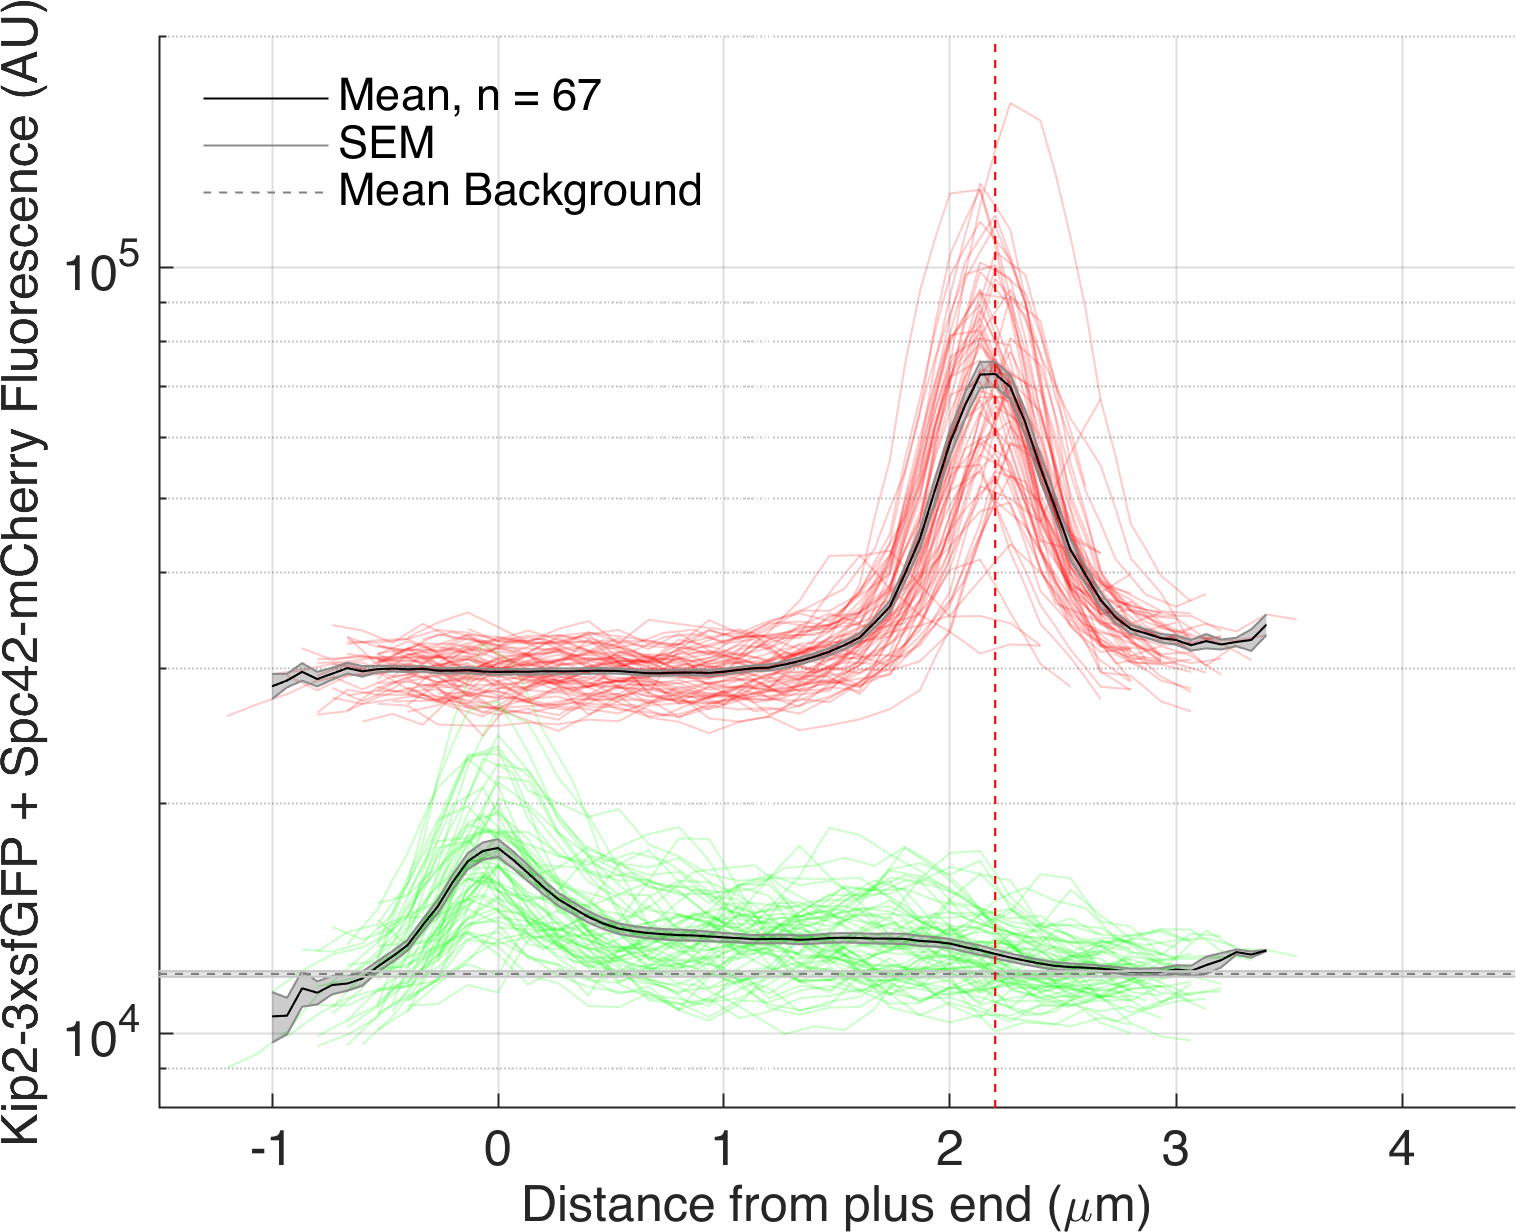 Kip2-3xsfGFP + Spc42-mCherry Fluorescence (AU)
Mean, n = 67
SEM
Mean Background
10^5
10^4
-1 0 1 2 3 4
Distance from plus end (μm)